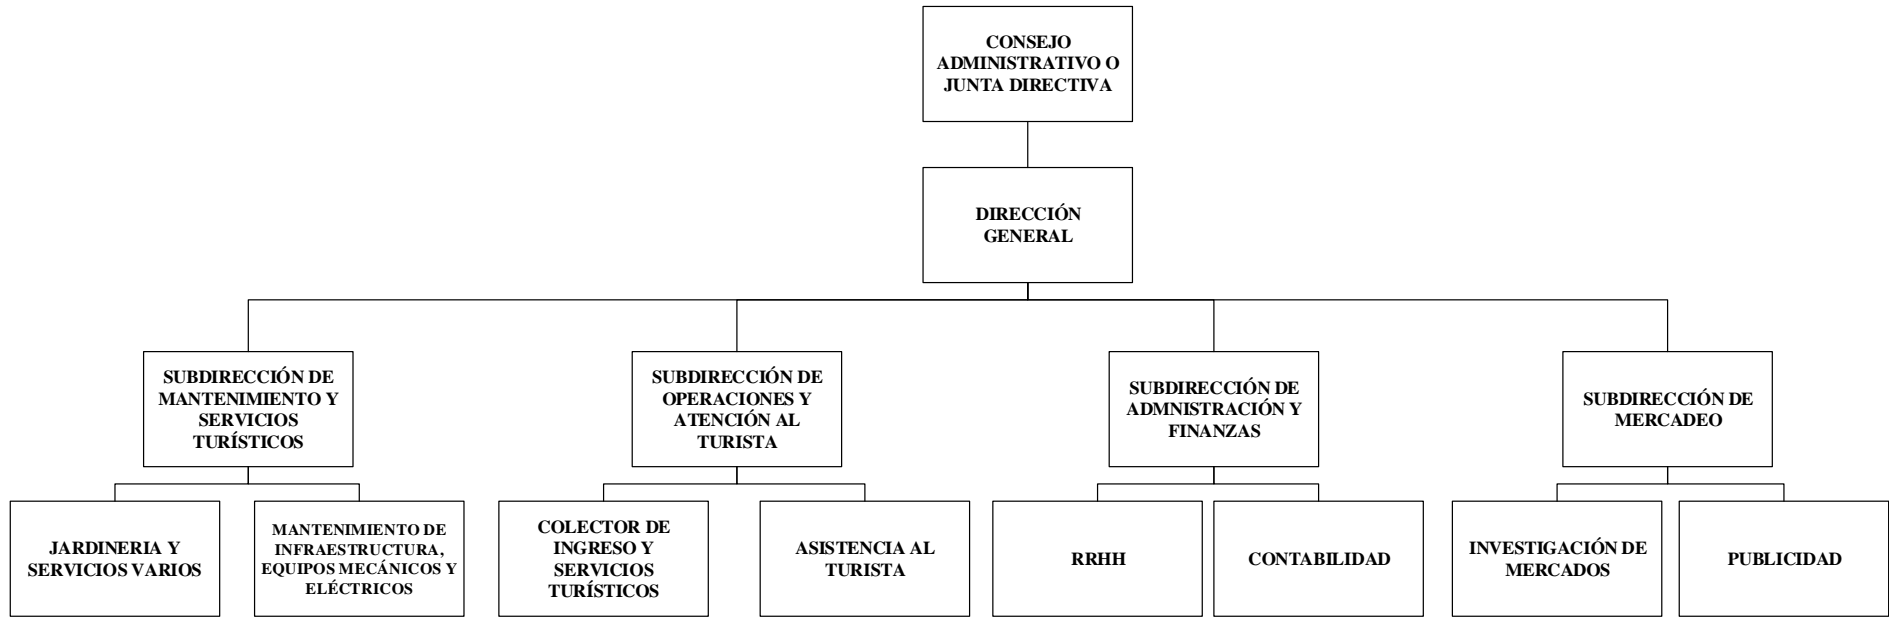 CONSEJO
ADMINISTRATIVO O
JUNTA DIRECTIVA
DIRECCIÓN
GENERAL
SUBDIRECCIÓN DE
MANTENIMIENTO Y
SERVICIOS
TURÍSTICOS
SUBDIRECCIÓN DE
OPERACIONES Y
ATENCIÓN AL
TURISTA
SUBDIRECCIÓN DE
ADMNISTRACIÓN Y
FINANZAS
SUBDIRECCIÓN DE
MERCADEO
JARDINERIA Y
SERVICIOS VARIOS
MANTENIMIENTO DE
INFRAESTRUCTURA,
EQUIPOS MECÁNICOS Y
ELÉCTRICOS
COLECTOR DE
INGRESO Y
SERVICIOS
TURÍSTICOS
ASISTENCIA AL
TURISTA
RRHH
CONTABILIDAD
INVESTIGACIÓN DE
MERCADOS
PUBLICIDAD